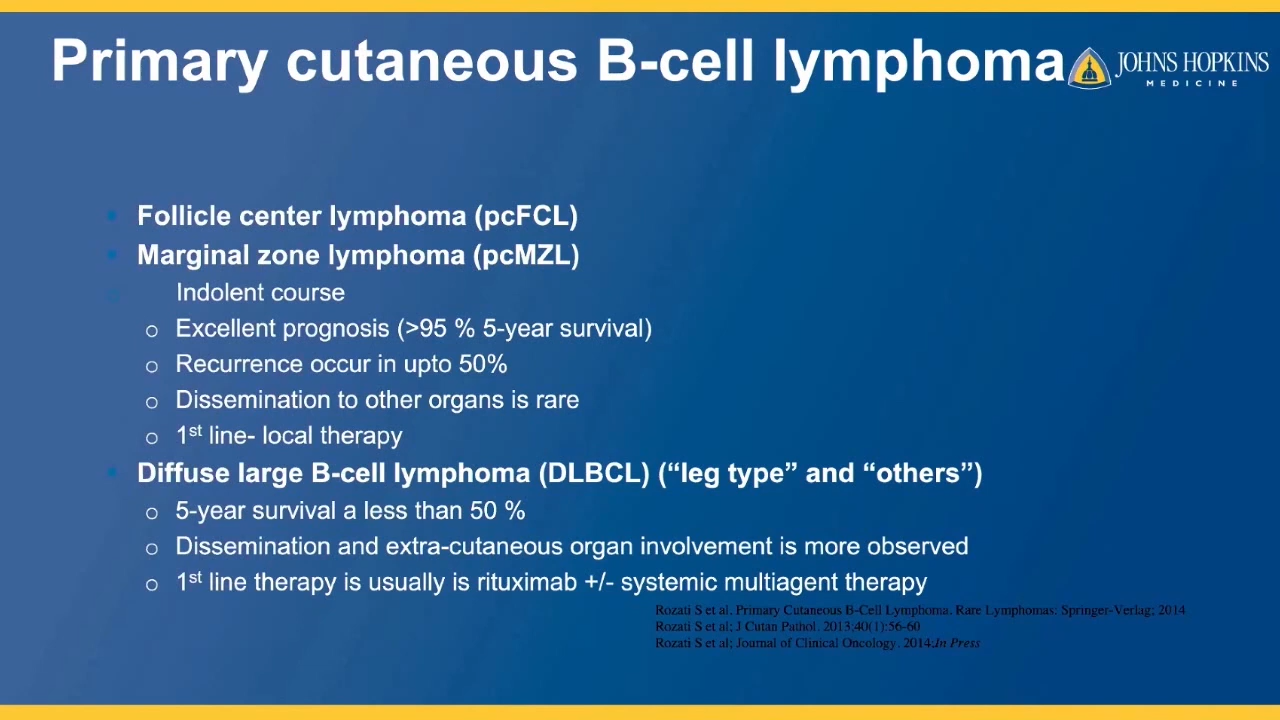 Primary cutaneous B-cell lymphoma
JOHNS HOPKINS
MEDICINE
Follicle center lymphoma (pcFCL)
Marginal zone lymphoma (pcMZL)
Indolent course
Excellent prognosis (>95 % 5-year survival)
Recurrence occur in upto 50%
Dissemination to other organs is rare
1st line- local therapy
Diffuse large B-cell lymphoma (DLBCL) (“leg type” and “others”)
5-year survival a less than 50 %
Dissemination and extra-cutaneous organ involvement is more observed
1st line therapy is usually is rituximab +/- systemic multiagent therapy
Rozati S et al, Primary Cutaneous B-Cell Lymphoma. Rare Lymphomas: Springer-Verlag; 2014
Rozati S et al; J Cutan Pathol. 2013;40(1):56-60
Rozati S et al; Journal of Clinical Oncology. 2014;In Press